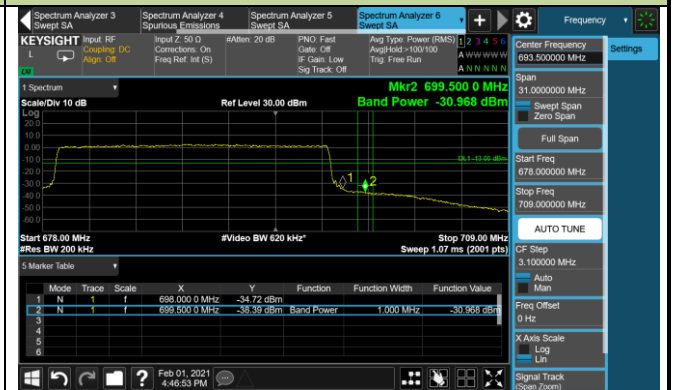 Spectrum Analyzer 3
Swept SA
Spectrum Analyzer 4
Spurious Emissions
Spectrum Analyzer 5
Swept SA
Spectrum Analyzer 6
Swept SA
+
Frequency
KEYSIGHT
L
Input: RF
Coupling: DC
Align: Off
Input Z: 50 Ω
Corrections: On
Freq Ref: Int (S)
#Atten: 20 dB
PNO: Fast
Gate: Off
IF Gain: Low
Sig Track: Off
Avg Type: Power (RMS)
Avg|Hold:>100/100
Trig: Free Run
1 2 3 4 5 6
A W W W W W
A N N N N N
1 Spectrum
Scale/Div 10 dB
Ref Level 30.00 dBm
Mkr2 699.500 0 MHz
Band Power -30.968 dBm
Log
20.0
10.0
0.00
-10.0
-20.0
-30.0
-40.0
-50.0
-60.0
DL1 -13.00 dBm
1
2
Start 678.00 MHz
#Video BW 620 kHz*
Stop 709.00 MHz
#Res BW 200 kHz
Sweep 1.07 ms (2001 pts)
5 Marker Table
Mode Trace Scale X Y Function Function Width Function Value
1 N 1 f 698.000 0 MHz -34.72 dBm
2 N 1 f 699.500 0 MHz -38.39 dBm Band Power 1.000 MHz -30.968 dBm
3
4
5
6
Feb 01, 2021
4:46:53 PM
?
Center Frequency
693.500000 MHz
Settings
Span
31.0000000 MHz
Swept Span
Zero Span
Full Span
Start Freq
678.000000 MHz
Stop Freq
709.000000 MHz
AUTO TUNE
CF Step
3.100000 MHz
Auto
Man
Freq Offset
0 Hz
X Axis Scale
Log
Lin
Signal Track
(Span Zoom)